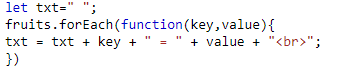 let txt=" ";
fruits.forEach(function(key,value){
txt = txt + key + " = " + value + "<br>";
})